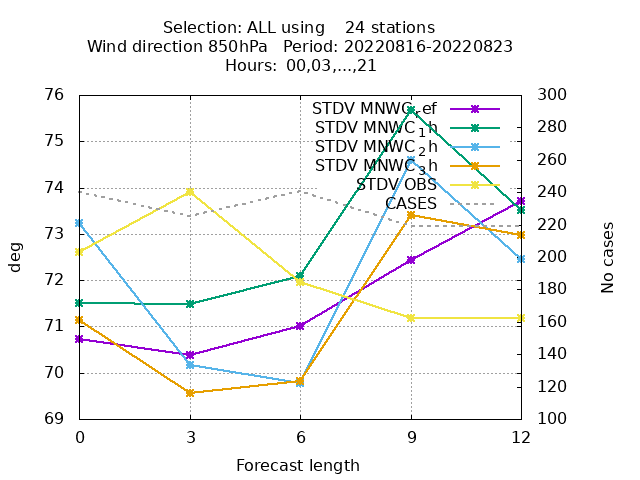 Selection: ALL using 24 stations
Wind direction 850hPa Period: 20220816-20220823
Hours: 00,03,...,21
76 300
STDV MNWC_ref
280
STDV MNWC_1h
75
STDV MNWC_2h
260
STDV MNWC_3h
74 STDV OBS 240
CASES
73 220
72 200
180
71 160
70 140
120
69 100
deg
No cases
0 3 6 9 12
Forecast length